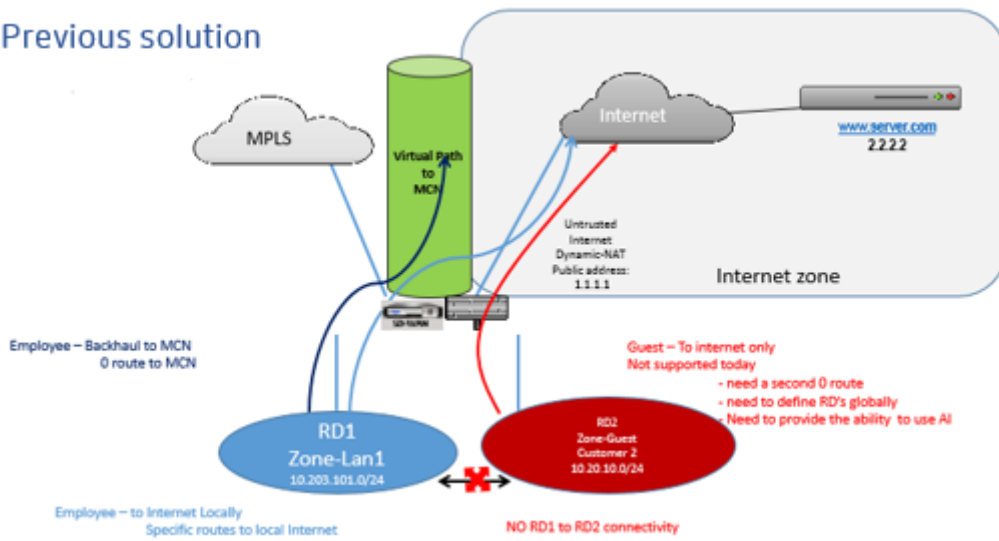 Previous solution
MPLS
Virtual Path
to
MCN
Internet
www.server.com
2.2.2.2
Untrusted
Internet
Dynamic-NAT
Public address:
1.1.1.1
Internet zone
SD-WAN
Employee – Backhaul to MCN
0 route to MCN
Guest – To internet only
Not supported today
- need a second 0 route
- need to define RD's globally
- Need to provide the ability to use AI
RD1
Zone-Lan1
10.203.101.0/24
RD2
Zone-Guest
Customer 2
10.20.10.0/24
Employee – to Internet Locally
Specific routes to local Internet
NO RD1 to RD2 connectivity